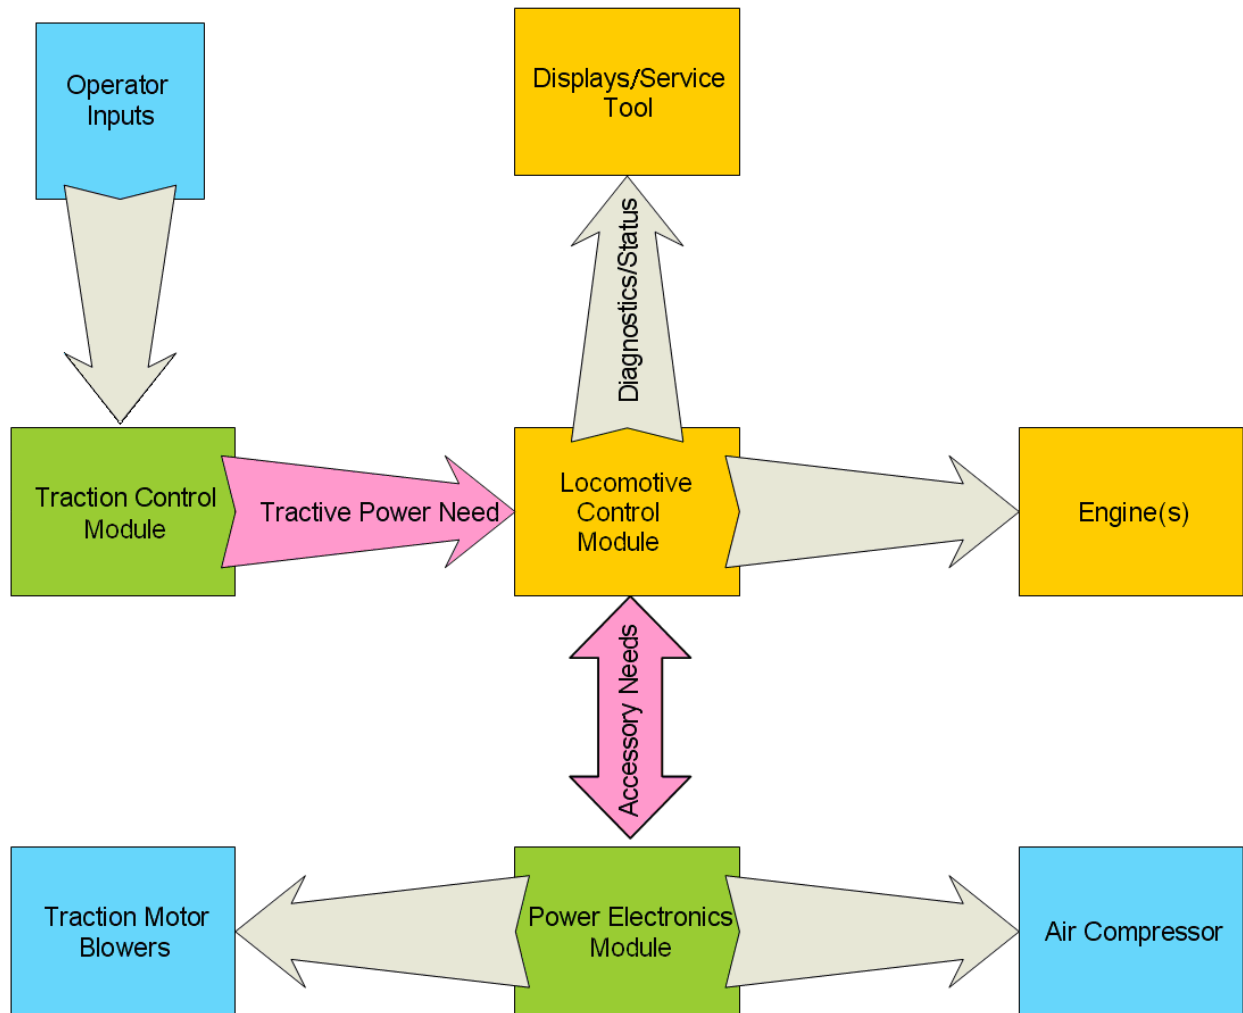 Operator
Inputs
Displays/Service
Tool
Diagnostics/Status
Traction Control
Module
Tractive Power Need
Locomotive
Control
Module
Engine(s)
Accessory Needs
Traction Motor
Blowers
Power Electronics
Module
Air Compressor